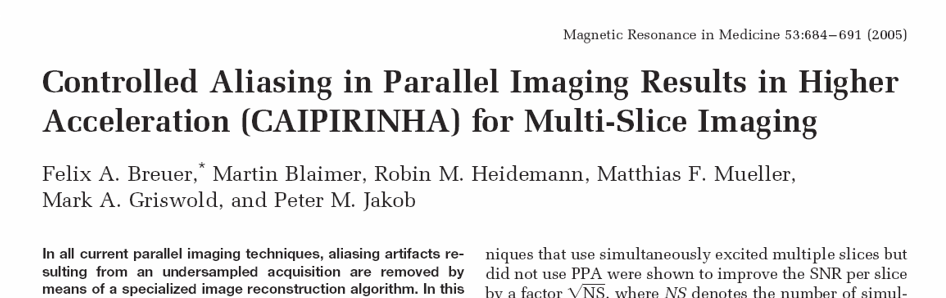 Magnetic Resonance in Medicine 53:684–691 (2005)
Controlled Aliasing in Parallel Imaging Results in Higher
Acceleration (CAIPIRINHA) for Multi-Slice Imaging
Felix A. Breuer,* Martin Blaimer, Robin M. Heidemann, Matthias F. Mueller,
Mark A. Griswold, and Peter M. Jakob
In all current parallel imaging techniques, aliasing artifacts re-
sulting from an undersampled acquisition are removed by
means of a specialized image reconstruction algorithm. In this
niques that use simultaneously excited multiple slices but
did not use PPA were shown to improve the SNR per slice
by a factor √NS, where NS denotes the number of simul-